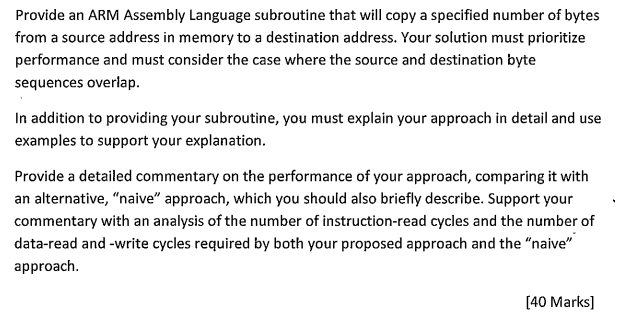 Provide an ARM Assembly Language subroutine that will copy a specified number of bytes
from a source address in memory to a destination address. Your solution must prioritize
performance and must consider the case where the source and destination byte
sequences overlap.
In addition to providing your subroutine, you must explain your approach in detail and use
examples to support your explanation.
Provide a detailed commentary on the performance of your approach, comparing it with
an alternative, “naive” approach, which you should also briefly describe. Support your
commentary with an analysis of the number of instruction-read cycles and the number of
data-read and -write cycles required by both your proposed approach and the “naive”
approach.
[40 Marks]